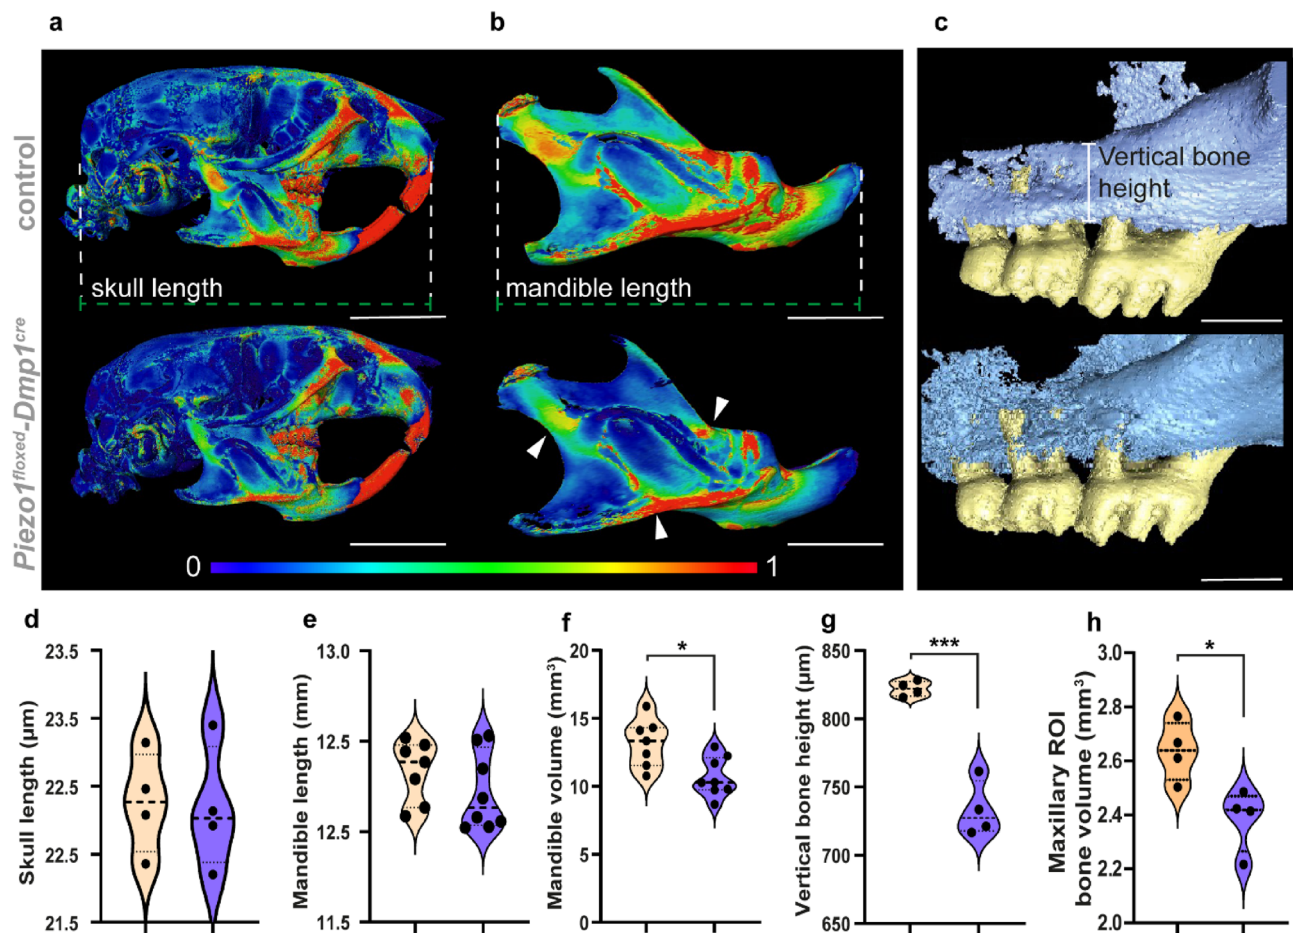 a
b
c
control
Piezo1floxed-Dmp1cre
skull length
mandible length
Vertical bone
height
0
1
d
e
f
g
h
Skull length (µm)
23.5
23.5
22.5
22.5
21.5
Mandible length (mm)
13.0
12.5
12.5
11.5
Mandible volume (mm³)
20
15
10
5
0
*
Vertical bone height (µm)
850
800
750
700
650
***
Maxillary ROI
bone volume (mm³)
3.0
2.8
2.6
2.4
2.2
2.0
*